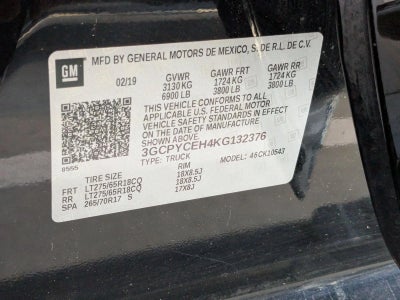 GM
MFD BY GENERAL MOTORS DE MEXICO, S. DE R.L. DE C.V.
02/19 GVWR GAWR FRT GAWR RR
3130 KG 1724 KG 1724 KG
6900 LB 3800 LB 3800 LB
THIS VEHICLE CONFORMS TO ALL
APPLICABLE U.S. FEDERAL MOTOR
VEHICLE SAFETY STANDARDS IN
EFFECT ON THE DATE OF MANUFACTURE
SHOWN ABOVE.
3GCPYCEH4KG132376
TYPE: TRUCK MODEL:
TIRE SIZE RIM
FRT LT275/65R18CQ 18X8.5J
RR LT275/65R18CQ 18X8.5J
SPA 265/70R17 S 17X8J